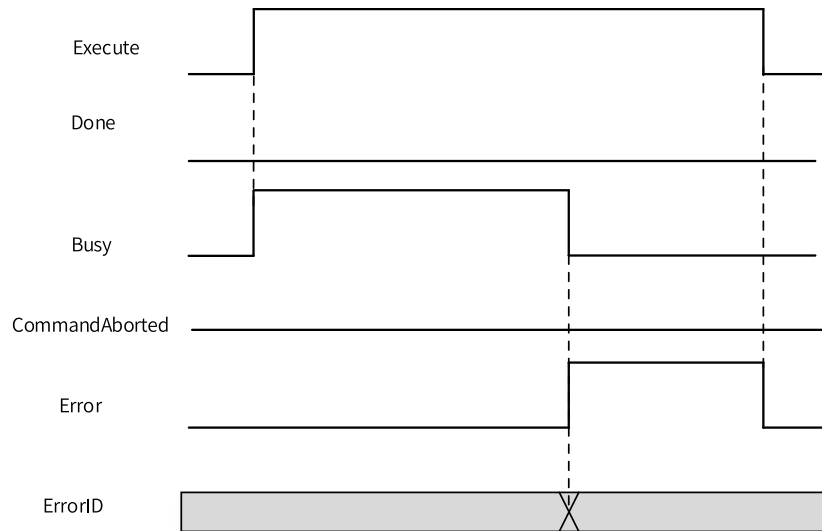 Execute
Done
Busy
CommandAborted
Error
ErrorID